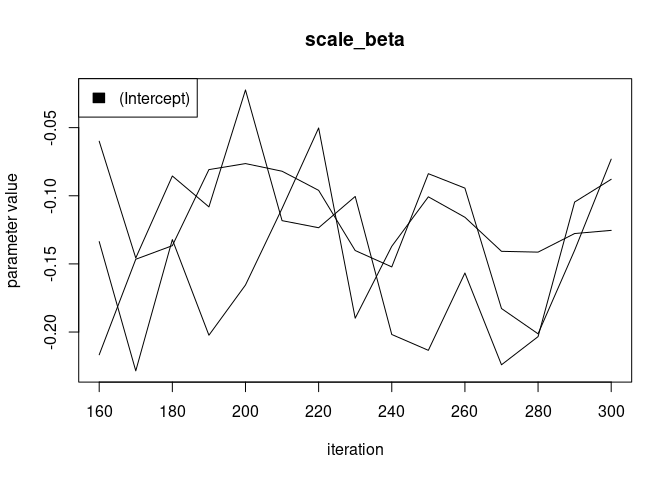 scale_beta
(Intercept)
-0.05
-0.10
-0.15
-0.20
parameter value
160 180 200 220 240 260 280 300
iteration